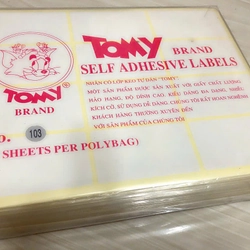 TOMY BRAND
SELF ADHESIVE LABELS
NHÃN CÓ LỚP KEO TỰ DÁN "TOMY".
MỘT SẢN PHẨM ĐƯỢC SẢN XUẤT VỚI GIẤY CHẤT LƯỢNG
HẢO HẠNG, ĐỘ DÍNH CAO, KIỂU DÁNG ĐA DẠNG, NHIỀU
KÍCH CỠ. SỬ DỤNG DỄ DÀNG CHÚNG TÔI RẤT HOAN NGHÊNH
KHÁCH HÀNG THƯỜNG XUYÊN ĐẾN
VỚI SẢN PHẨM CỦA CHÚNG TÔI
TOMY
BRAND
O. 103
SHEETS PER POLYBAG)